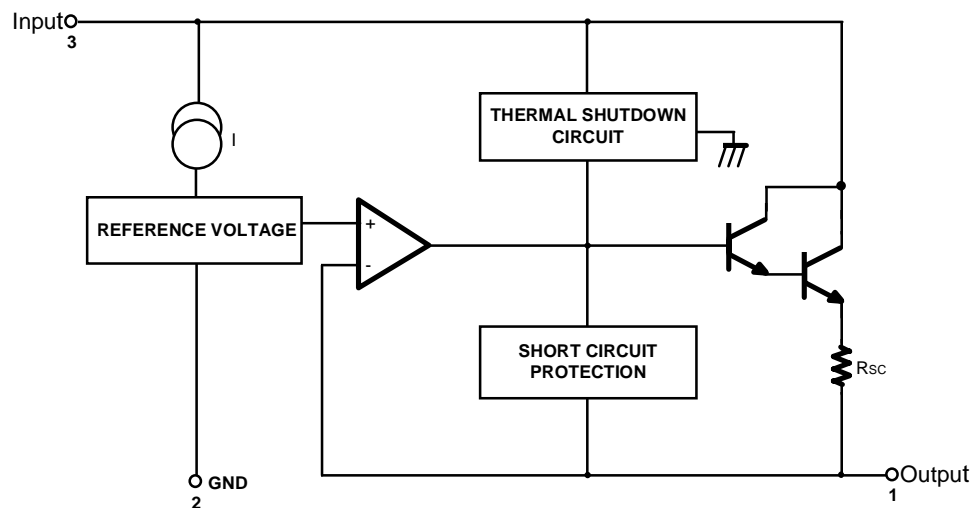 Input
3
THERMAL SHUTDOWN
CIRCUIT
I
REFERENCE VOLTAGE
+
-
SHORT CIRCUIT
PROTECTION
RSC
GND
2
Output
1